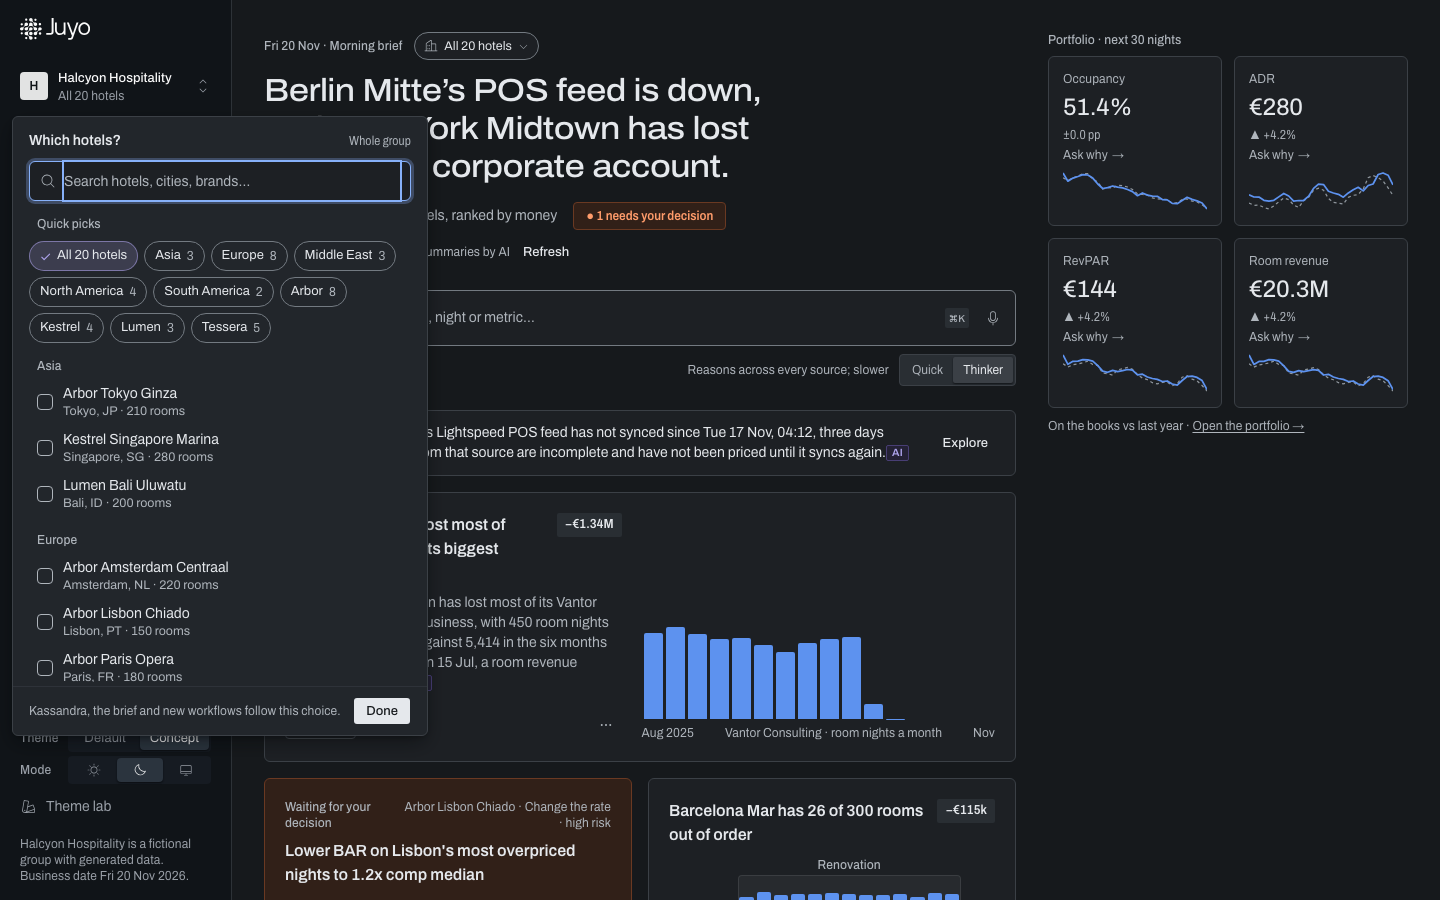 Juyo
H
Halcyon Hospitality
All 20 hotels
Which hotels?
Whole group
Search hotels, cities, brands...
Quick picks
All 20 hotels
Asia 3
Europe 8
Middle East 3
North America 4
South America 2
Arbor 8
Kestrel 4
Lumen 3
Tessera 5
Asia
Arbor Tokyo Ginza
Tokyo, JP · 210 rooms
Kestrel Singapore Marina
Singapore, SG · 280 rooms
Lumen Bali Uluwatu
Bali, ID · 200 rooms
Europe
Arbor Amsterdam Centraal
Amsterdam, NL · 220 rooms
Arbor Lisbon Chiado
Lisbon, PT · 150 rooms
Arbor Paris Opera
Paris, FR · 180 rooms
Kassandra, the brief and new workflows follow this choice.
Done
Theme
Default
Concept
Mode
Theme lab
Halcyon Hospitality is a fictional
group with generated data.
Business date Fri 20 Nov 2026.
Fri 20 Nov · Morning brief
All 20 hotels
Berlin Mitte’s POS feed is down,
York Midtown has lost
corporate account.
ranked by money
● 1 needs your decision
by AI
Refresh
night or metric...
⌘K
Reasons across every source; slower
Quick
Thinker
Lightspeed POS feed has not synced since Tue 17 Nov, 04:12, three days
that source are incomplete and have not been priced until it syncs again.
AI
Explore
most of
biggest
−€1.34M
has lost most of its Vantor
with 450 room nights
5,414 in the six months
15 Jul, a room revenue
...
Aug 2025
Vantor Consulting · room nights a month
Nov
Waiting for your
decision
Arbor Lisbon Chiado · Change the rate
· high risk
Lower BAR on Lisbon's most overpriced
nights to 1.2x comp median
Barcelona Mar has 26 of 300 rooms
out of order
−€115k
Renovation
Portfolio · next 30 nights
Occupancy
51.4%
±0.0 pp
Ask why →
ADR
€280
▲ +4.2%
Ask why →
RevPAR
€144
▲ +4.2%
Ask why →
Room revenue
€20.3M
▲ +4.2%
Ask why →
On the books vs last year · Open the portfolio →